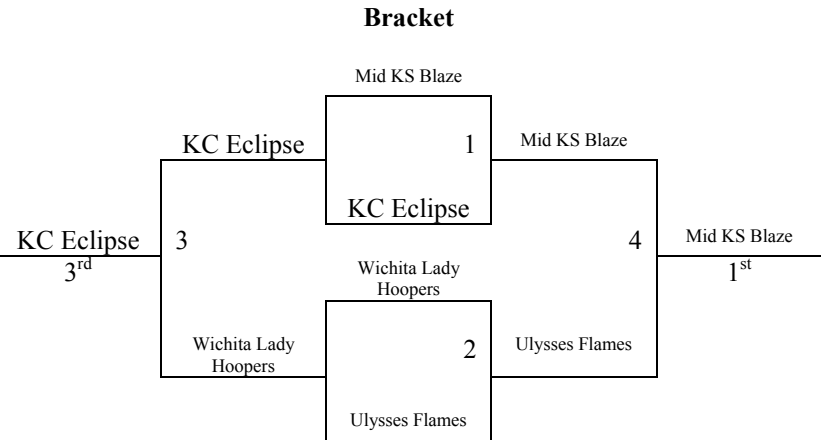 Bracket
Mid KS Blaze
KC Eclipse
1
Mid KS Blaze
KC Eclipse
KC Eclipse
3
4
Mid KS Blaze
3rd
1st
Wichita Lady
Hoopers
Wichita Lady
Hoopers
2
Ulysses Flames
Ulysses Flames